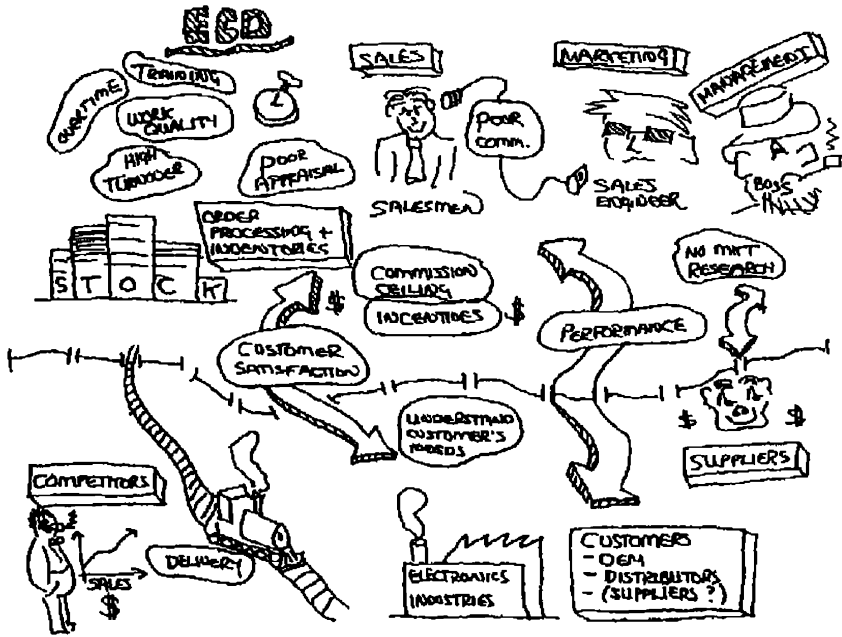 ECD
SALES
MARKETING
MANAGEMENT
OVERTIME
TRAINING
WORK
QUALITY
HIGH
TURNOVER
POOR
APPRAISAL
POOR
COMM.
SALESMEN
SALES
ENGINEER
BOSS
ORDER
PROCESSING +
INVENTORIES
STOCK
COMMISSION
CEILING
INCENTIVES
$
$
NO MKT
RESEARCH
PERFORMANCE
CUSTOMER
SATISFACTION
UNDERSTAND
CUSTOMER'S
NEEDS
$
$
SUPPLIERS
COMPETITORS
SALES
$
DELIVERY
ELECTRONICS
INDUSTRIES
CUSTOMERS
- OEM
- DISTRIBUTORS
- (SUPPLIERS ?)